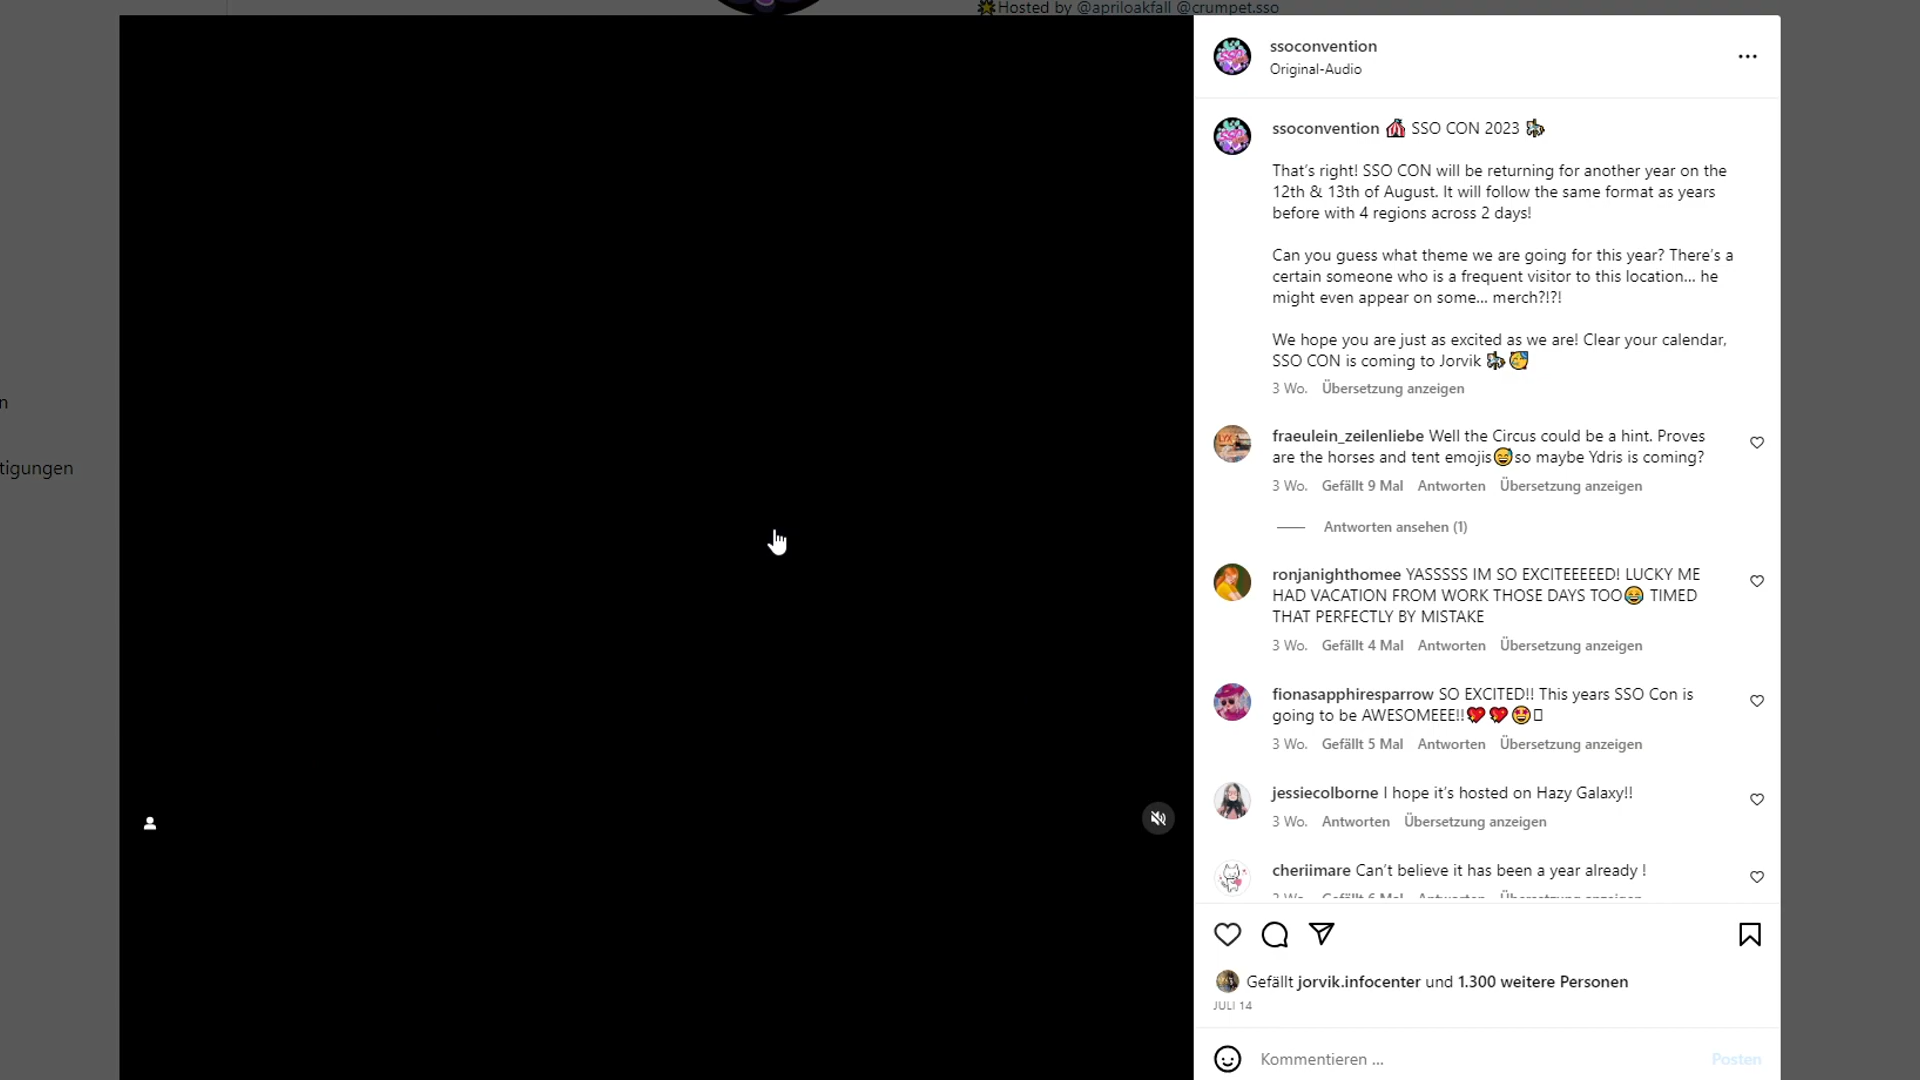 Hosted by @apriloakfall @crumpet.sso
ssoconvention
Original-Audio
ssoconvention 🎪 SSO CON 2023 🎠
That's right! SSO CON will be returning for another year on the
12th & 13th of August. It will follow the same format as years
before with 4 regions across 2 days!
Can you guess what theme we are going for this year? There's a
certain someone who is a frequent visitor to this location... he
might even appear on some... merch?!?!
We hope you are just as excited as we are! Clear your calendar,
SSO CON is coming to Jorvik 🎠🥳
3 Wo. Übersetzung anzeigen
n
tigungen
fraeulein_zeilenliebe Well the Circus could be a hint. Proves
are the horses and tent emojis😅so maybe Ydris is coming?
3 Wo. Gefällt 9 Mal Antworten Übersetzung anzeigen
Antworten ansehen (1)
ronjanighthomee YASSSSS IM SO EXCITEEEEED! LUCKY ME
HAD VACATION FROM WORK THOSE DAYS TOO😂 TIMED
THAT PERFECTLY BY MISTAKE
3 Wo. Gefällt 4 Mal Antworten Übersetzung anzeigen
fionasapphiresparrow SO EXCITED!! This years SSO Con is
going to be AWESOMEEE!!💖💖🤩
3 Wo. Gefällt 5 Mal Antworten Übersetzung anzeigen
jessiecolborne I hope it's hosted on Hazy Galaxy!!
3 Wo. Antworten Übersetzung anzeigen
cheriimare Can't believe it has been a year already !
3 Wo. Gefällt 6 Mal Antworten Übersetzung anzeigen
Gefällt jorvik.infocenter und 1.300 weitere Personen
JULI 14
Kommentieren ...
Posten